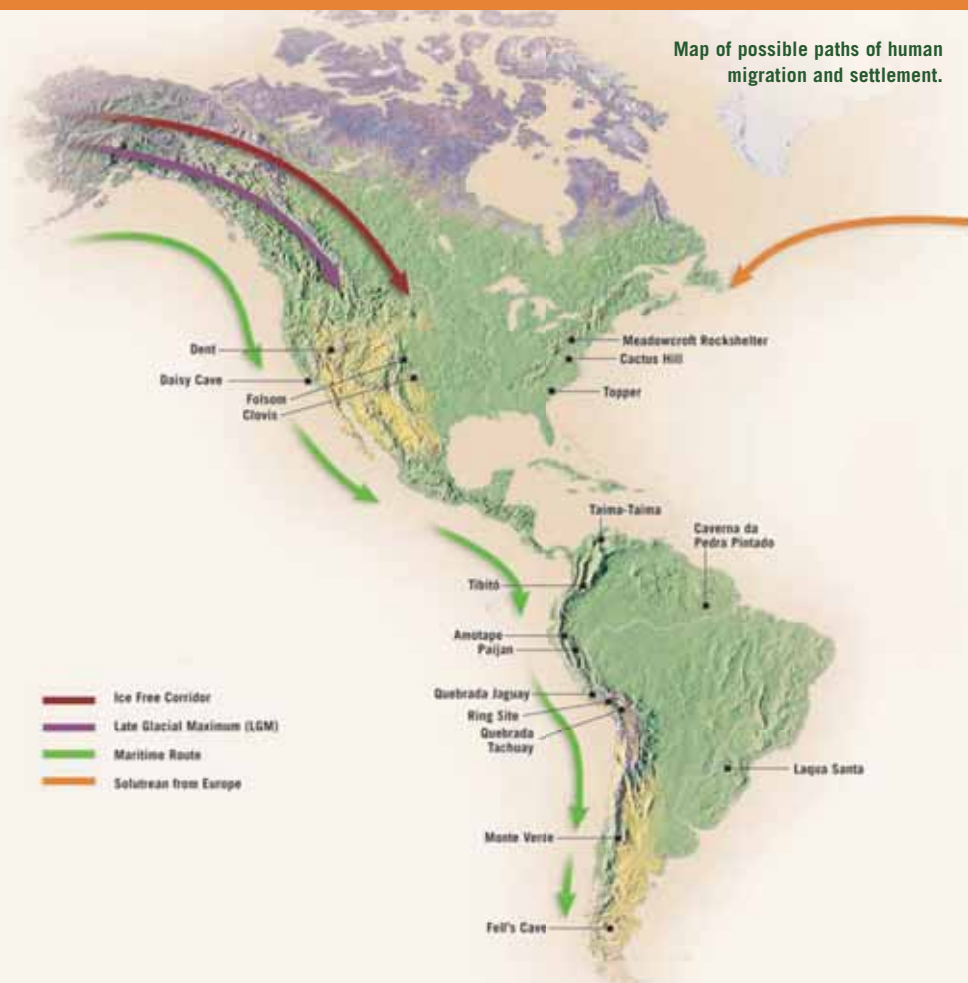 Map of possible paths of human
migration and settlement.
Dent
Daisy Cave
Folsom
Clovis
Meadowcroft Rockshelter
Cactus Hill
Topper
Taima-Taima
Caverna da
Pedra Pintado
Tibitó
Amotape
Paijan
Quebrada Jaguay
Ring Site
Quebrada
Tachuay
Laqua Santa
Monte Verde
Fell's Cave
Ice Free Corridor
Late Glacial Maximum (LGM)
Maritime Route
Solutrean from Europe